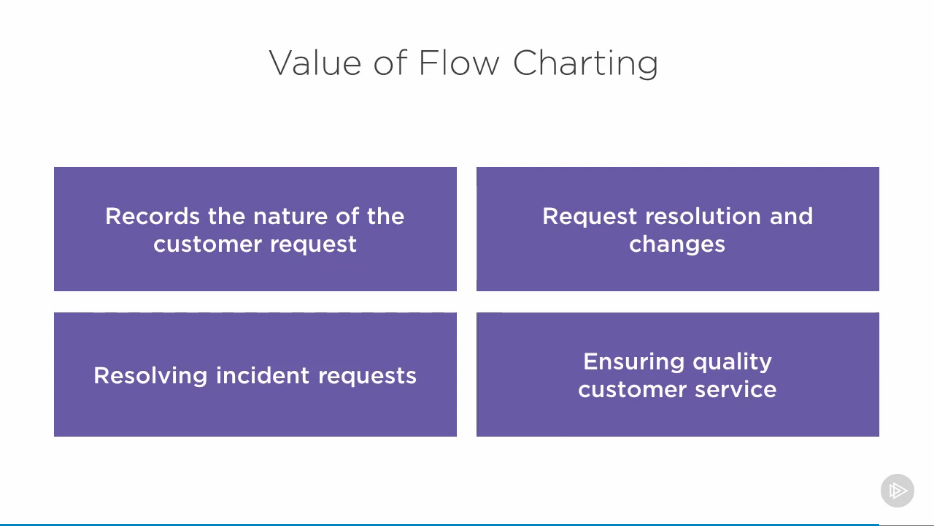 Value of Flow Charting
Records the nature of the
customer request
Request resolution and
changes
Resolving incident requests
Ensuring quality
customer service